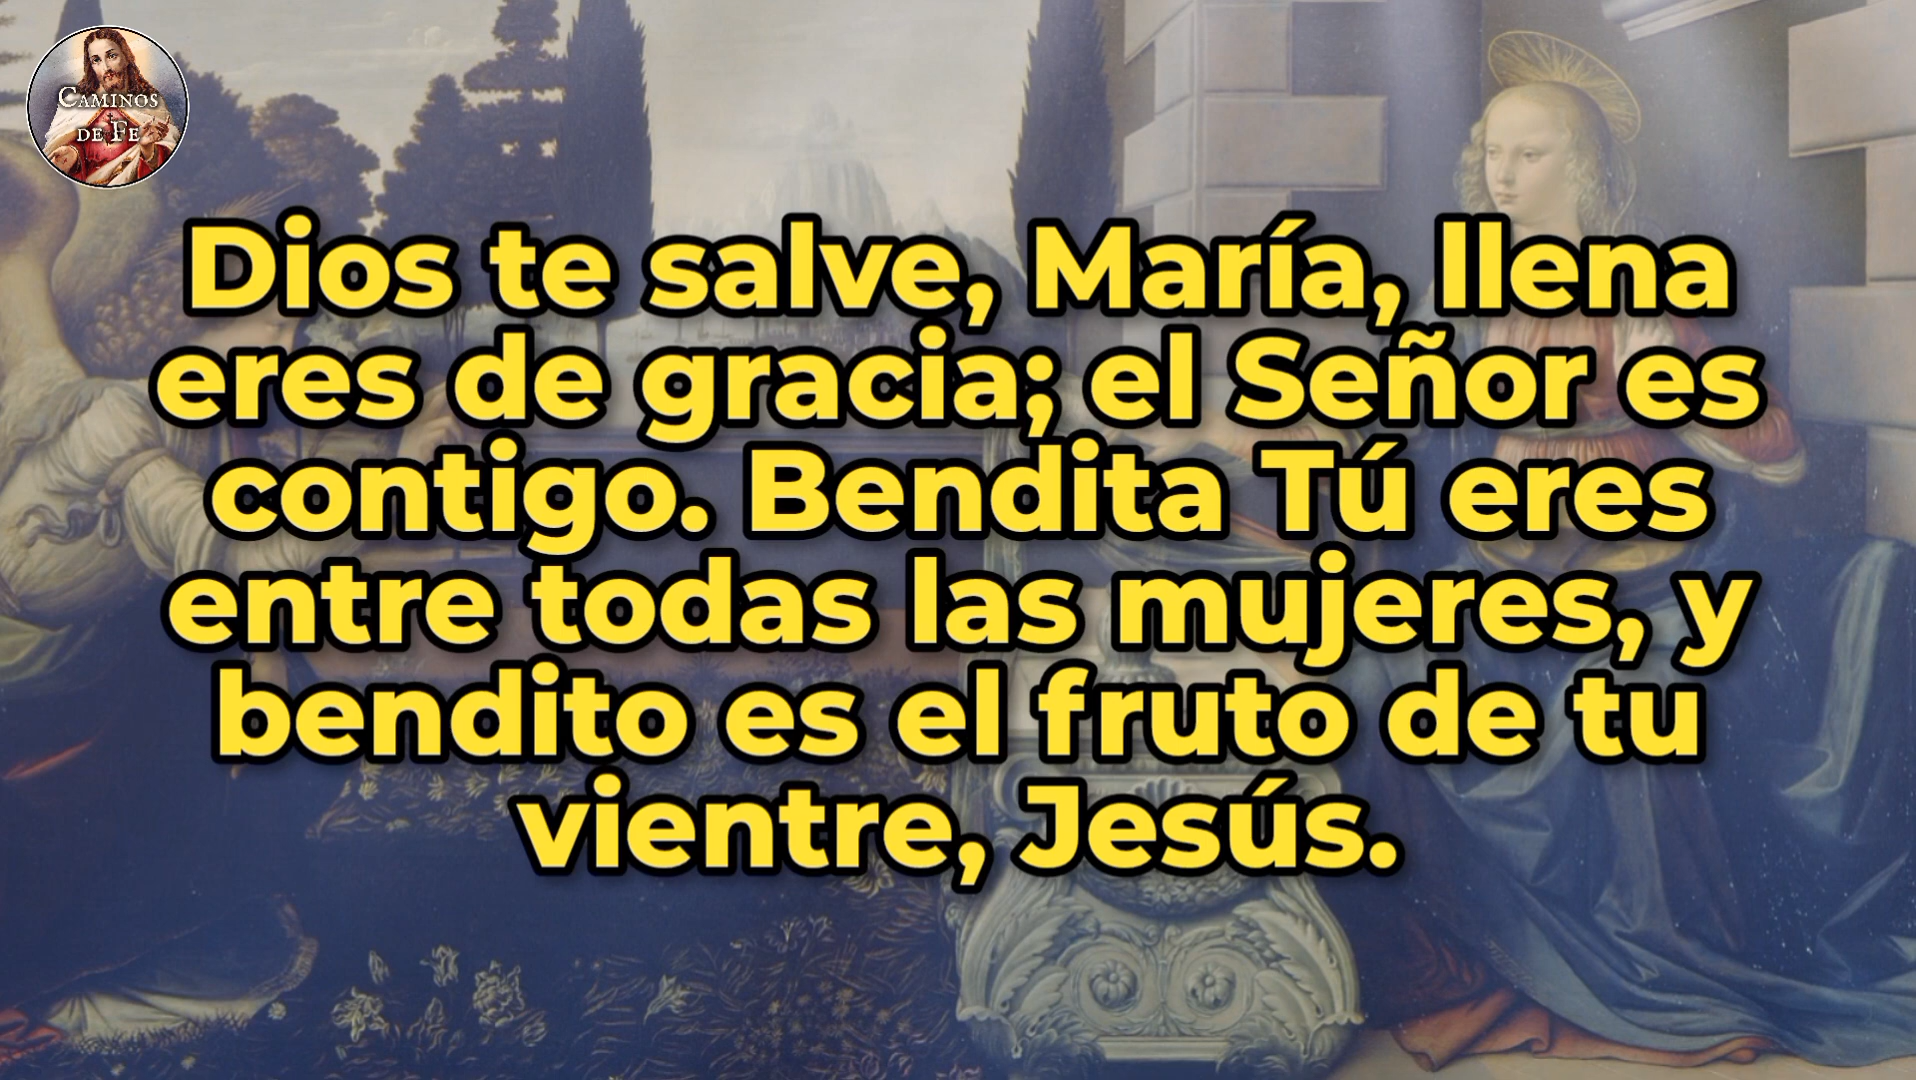 CAMINOS
DE FE
Dios te salve, María, llena
eres de gracia; el Señor es
contigo. Bendita Tú eres
entre todas las mujeres, y
bendito es el fruto de tu
vientre, Jesús.